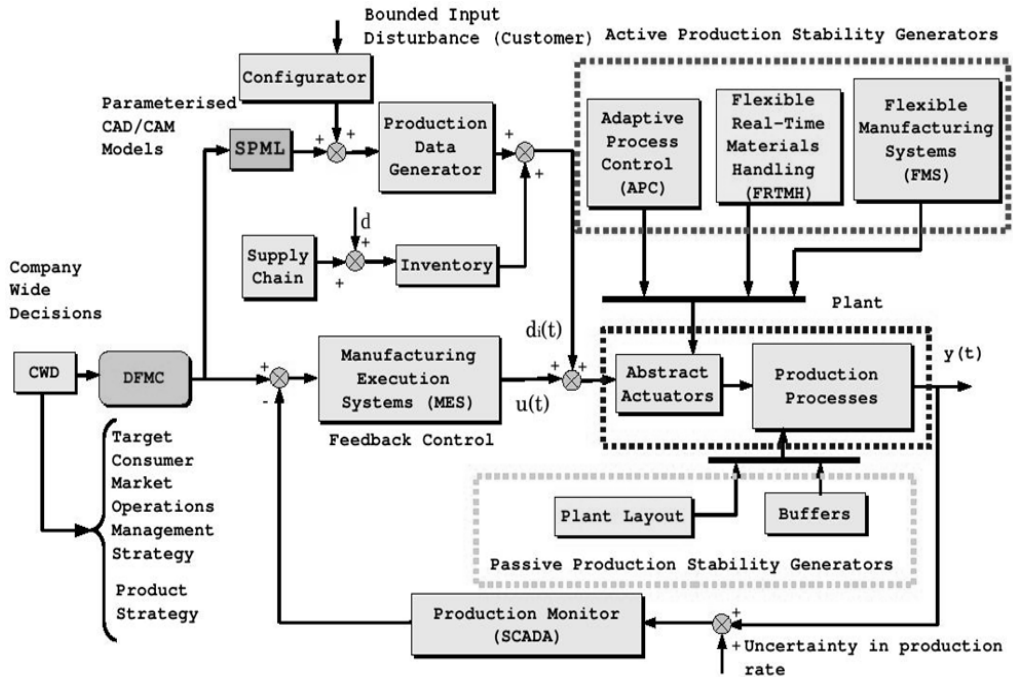 Bounded Input
Disturbance (Customer)
Active Production Stability Generators
Configurator
Parameterised
CAD/CAM
Models
SPML
+
+
Production
Data
Generator
+
+
Adaptive
Process
Control
(APC)
Flexible
Real-Time
Materials
Handling
(FRTMH)
Flexible
Manufacturing
Systems
(FMS)
d
+
+
Supply
Chain
Inventory
Company
Wide
Decisions
Plant
di(t)
CWD
DFMC
+
-
Manufacturing
Execution
Systems (MES)
Feedback Control
+
+
u(t)
Abstract
Actuators
Production
Processes
y(t)
Target
Consumer
Market
Operations
Management
Strategy
Product
Strategy
Plant Layout
Buffers
Passive Production Stability Generators
Production Monitor
(SCADA)
+
+
Uncertainty in production
rate